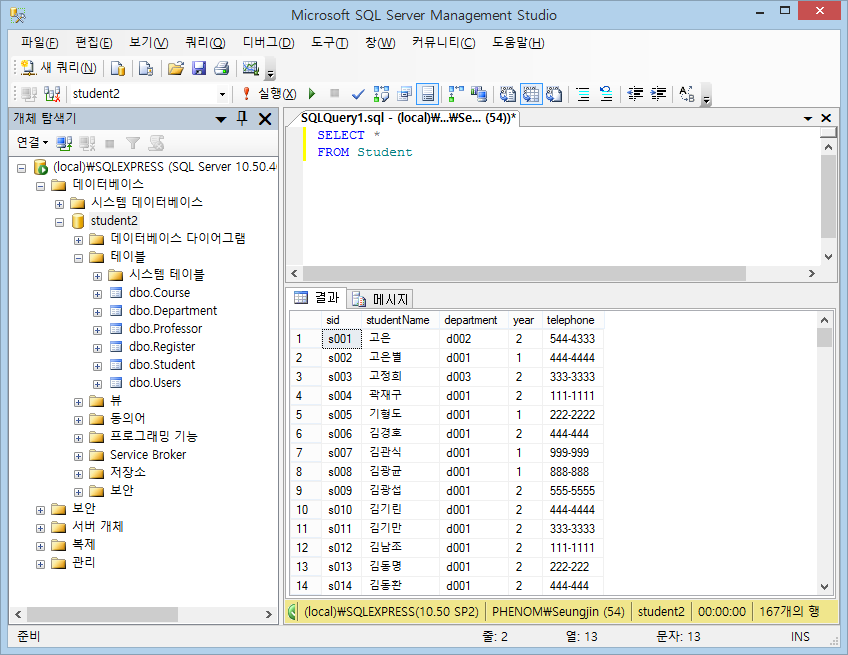 Microsoft SQL Server Management Studio
파일(F) 편집(E) 보기(V) 쿼리(Q) 디버그(D) 도구(T) 창(W) 커뮤니티(C) 도움말(H)
새 쿼리(N)
student2 실행(X)
개체 탐색기
연결
(local)₩SQLEXPRESS (SQL Server 10.50.4
데이터베이스
시스템 데이터베이스
student2
데이터베이스 다이어그램
테이블
시스템 테이블
dbo.Course
dbo.Department
dbo.Professor
dbo.Register
dbo.Student
dbo.Users
뷰
동의어
프로그래밍 기능
Service Broker
저장소
보안
보안
서버 개체
복제
관리
SQLQuery1.sql - (local)₩...₩Se... (54))*
SELECT *
FROM Student
결과 메시지
sid studentName department year telephone
1 s001 고은 d002 2 544-4333
2 s002 고은별 d001 1 444-4444
3 s003 고정희 d003 2 333-3333
4 s004 곽재구 d001 2 111-1111
5 s005 기형도 d001 1 222-2222
6 s006 김경호 d001 2 444-444
7 s007 김관식 d001 1 999-999
8 s008 김광균 d001 1 888-888
9 s009 김광섭 d001 2 555-5555
10 s010 김기린 d001 2 444-4444
11 s011 김기만 d001 2 333-3333
12 s012 김남조 d001 2 111-1111
13 s013 김동명 d001 2 222-222
14 s014 김동환 d001 2 444-444
(local)₩SQLEXPRESS(10.50 SP2) PHENOM₩Seungjin (54) student2 00:00:00 167개의 행
준비 줄: 2 열: 13 문자: 13 INS